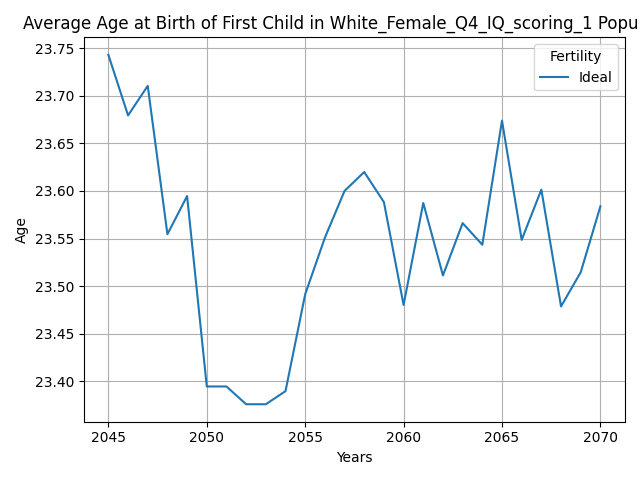 Average Age at Birth of First Child in White_Female_Q4_IQ_scoring_1 Popu
Fertility
Ideal
23.75
23.70
23.65
23.60
23.55
23.50
23.45
23.40
Age
2045 2050 2055 2060 2065 2070
Years